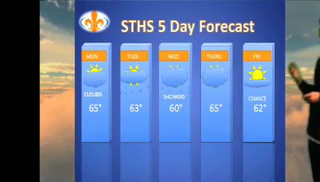 STHS 5 Day Forecast
MON TUES WED THURS FRI
CLOUDS SHOWERS CHANCE
65° 63° 60° 65° 62°